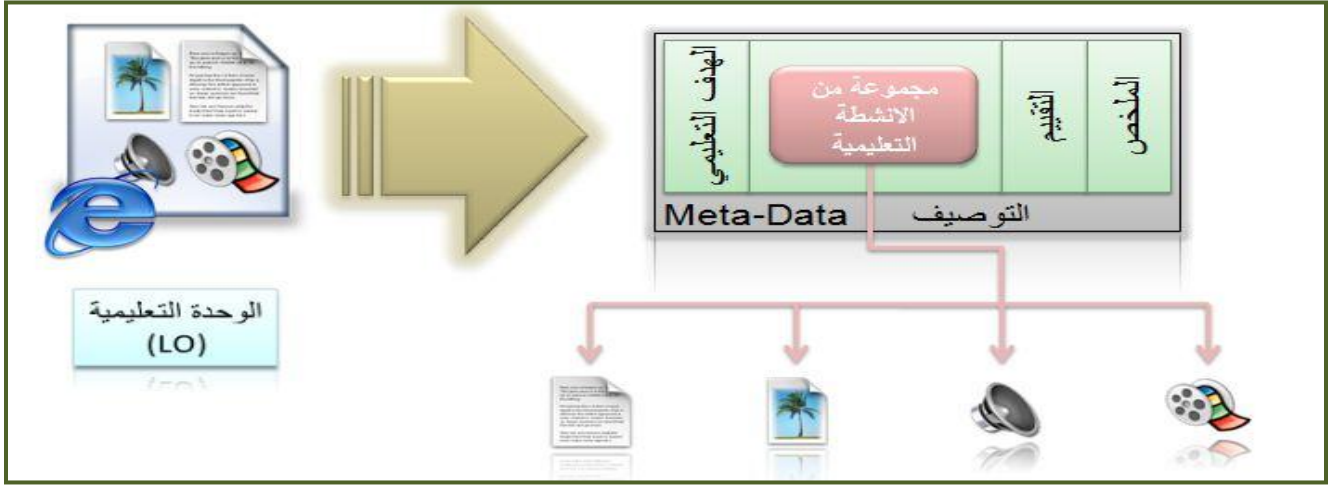 الهدف التعليمي
مجموعة من
الانشطة
التعليمية
التقييم
الملخص
Meta-Data التوصيف
الوحدة التعليمية
(LO)